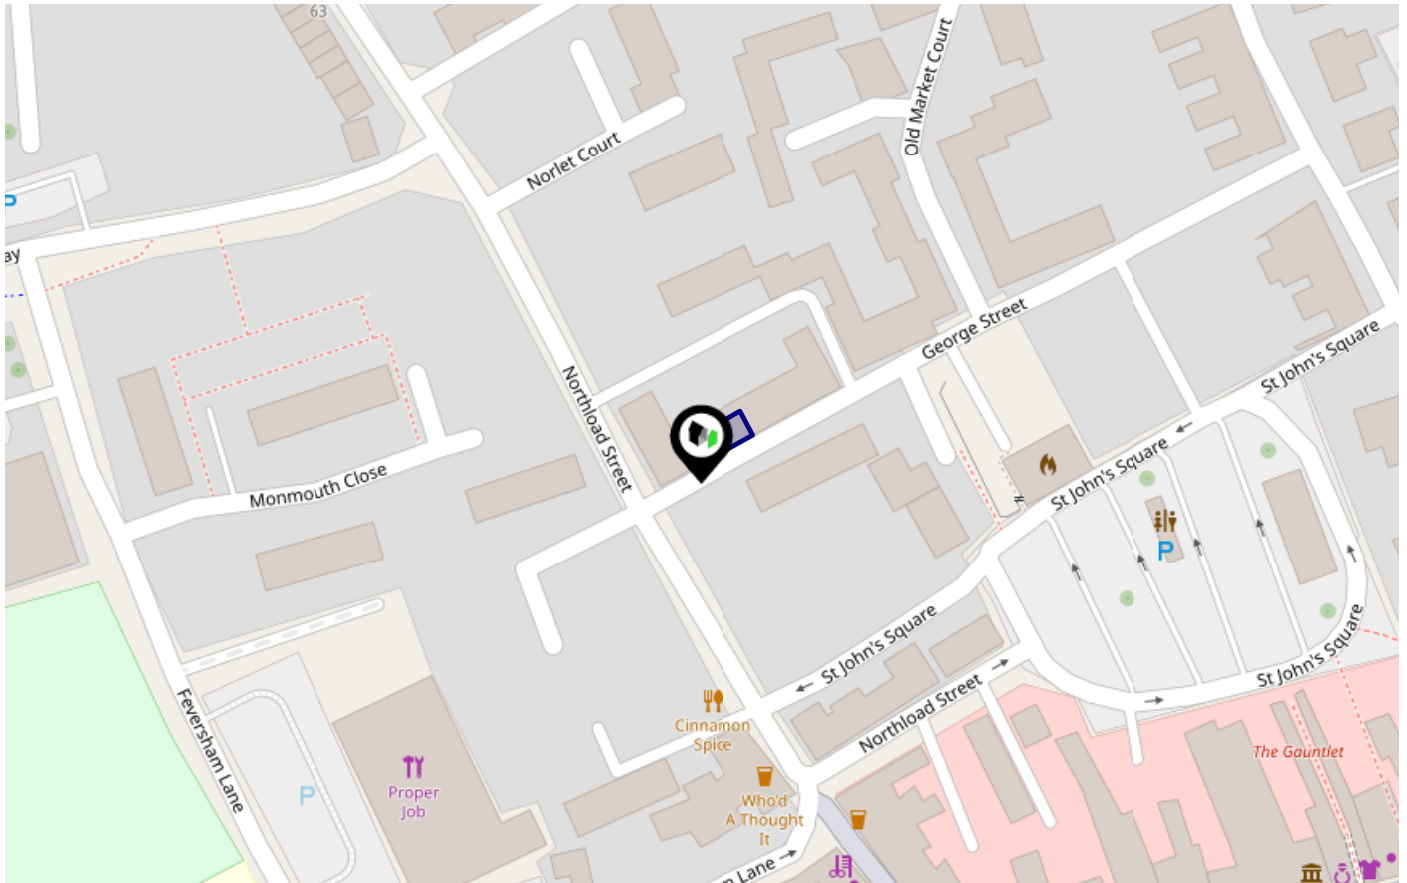 63
Old Market Court
Norlet Court
P
ay
George Street
St John's Square
Northload Street
Monmouth Close
St John's Square
P
St John's Square
St John's Square
Northload Street
Feversham Lane
Cinnamon
Spice
The Gauntlet
Proper
Job
P
Who'd
A Thought
It
n Lane